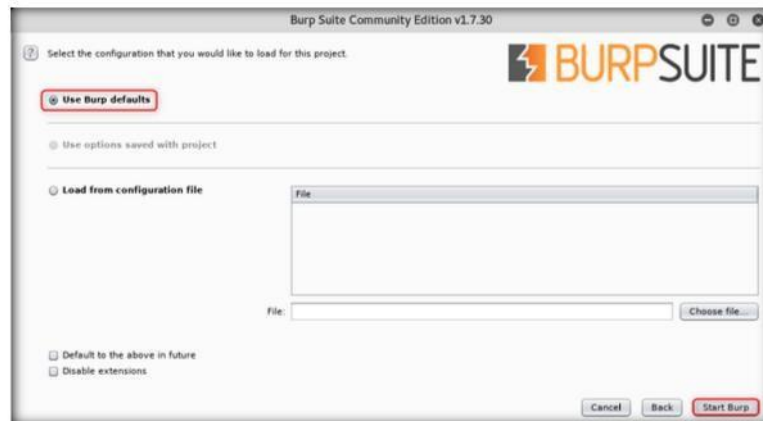 Burp Suite Community Edition v1.7.30
? Select the configuration that you would like to load for this project.
BURPSUITE
Use Burp defaults
Use options saved with project
Load from configuration file
File
File:
Choose file...
Default to the above in future
Disable extensions
Cancel Back Start Burp